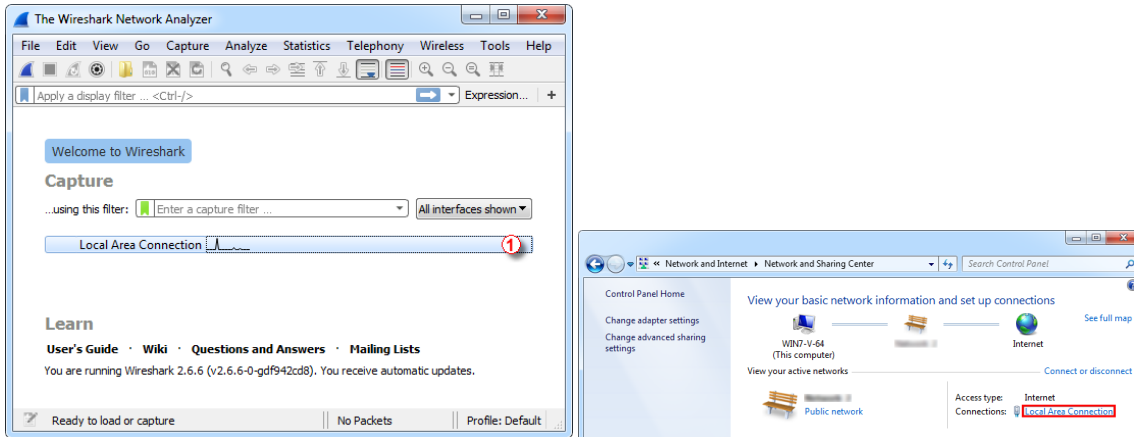 The Wireshark Network Analyzer
File Edit View Go Capture Analyze Statistics Telephony Wireless Tools Help
Apply a display filter ... <Ctrl-/>
Expression... +
Welcome to Wireshark
Capture
...using this filter: Enter a capture filter ... All interfaces shown
Local Area Connection 1
Learn
User's Guide · Wiki · Questions and Answers · Mailing Lists
You are running Wireshark 2.6.6 (v2.6.6-0-gdf942cd8). You receive automatic updates.
Ready to load or capture No Packets Profile: Default
« Network and Internet Network and Sharing Center Search Control Panel
Control Panel Home
Change adapter settings
Change advanced sharing
settings
View your basic network information and set up connections
See full map
WIN7-V-64
(This computer)
Internet
View your active networks Connect or disconnect
Public network
Access type: Internet
Connections: Local Area Connection